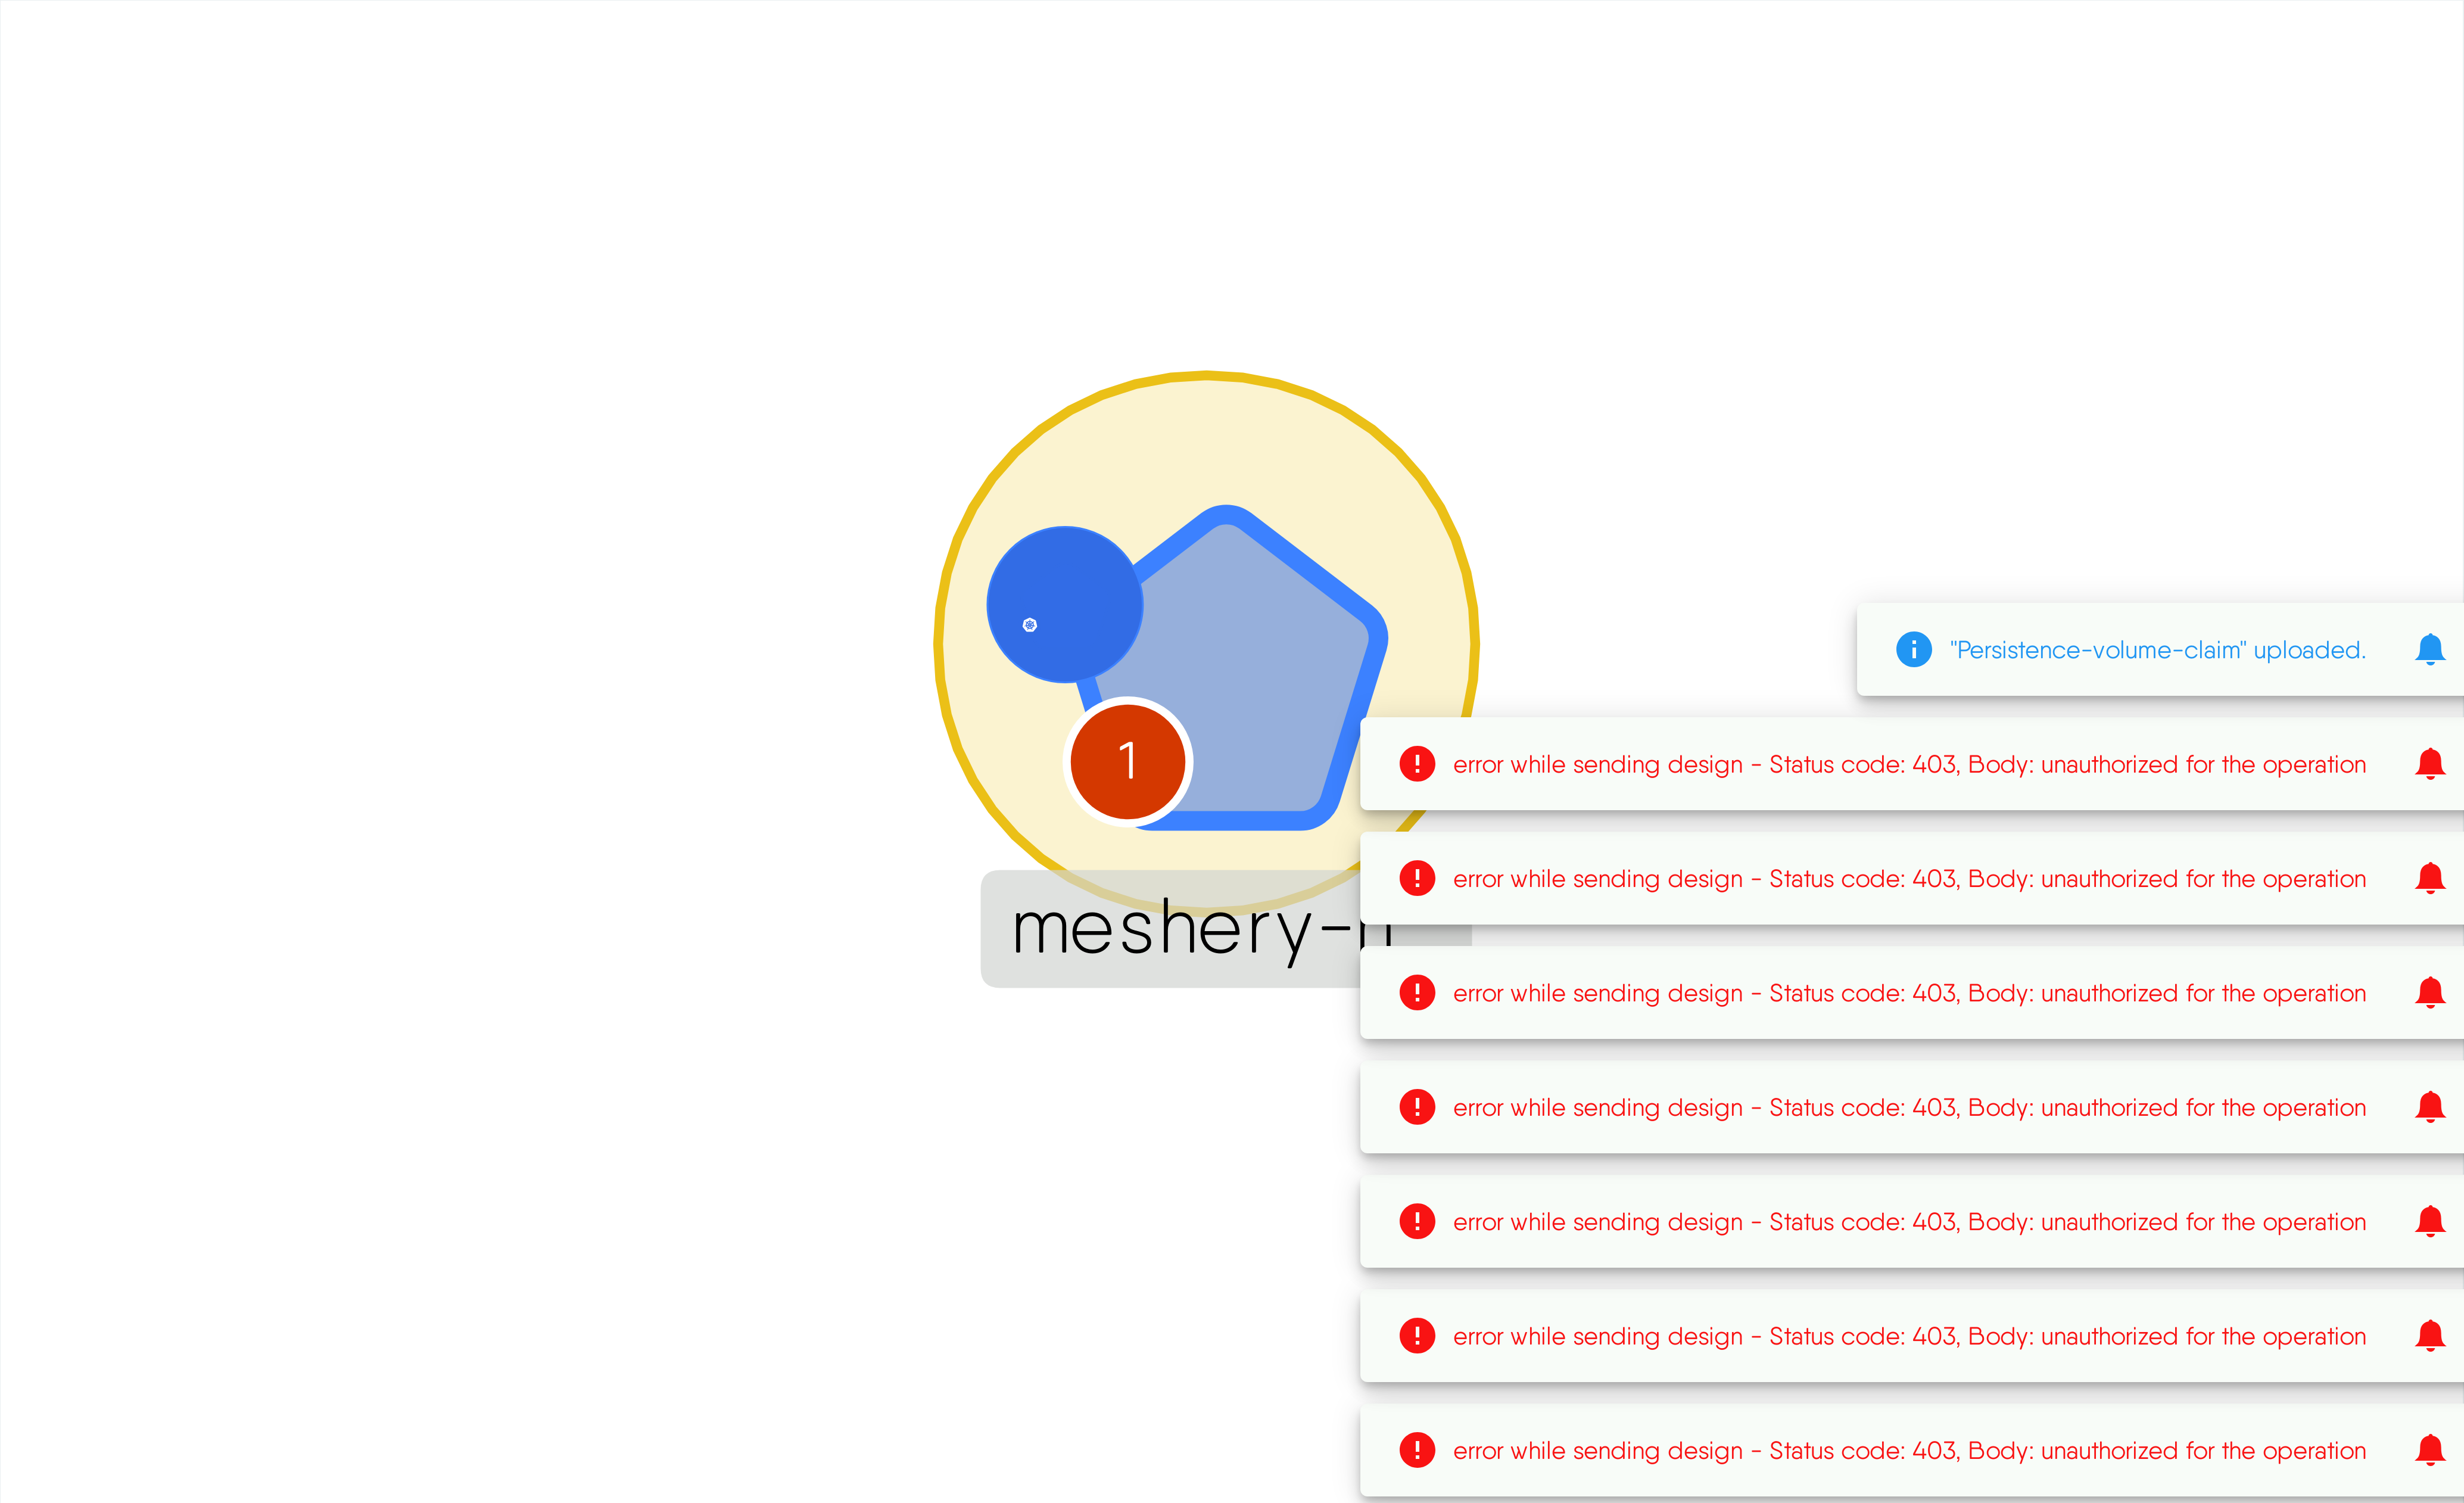 "Persistence-volume-claim" uploaded.
1
error while sending design - Status code: 403, Body: unauthorized for the operation
error while sending design - Status code: 403, Body: unauthorized for the operation
meshery-
error while sending design - Status code: 403, Body: unauthorized for the operation
error while sending design - Status code: 403, Body: unauthorized for the operation
error while sending design - Status code: 403, Body: unauthorized for the operation
error while sending design - Status code: 403, Body: unauthorized for the operation
error while sending design - Status code: 403, Body: unauthorized for the operation